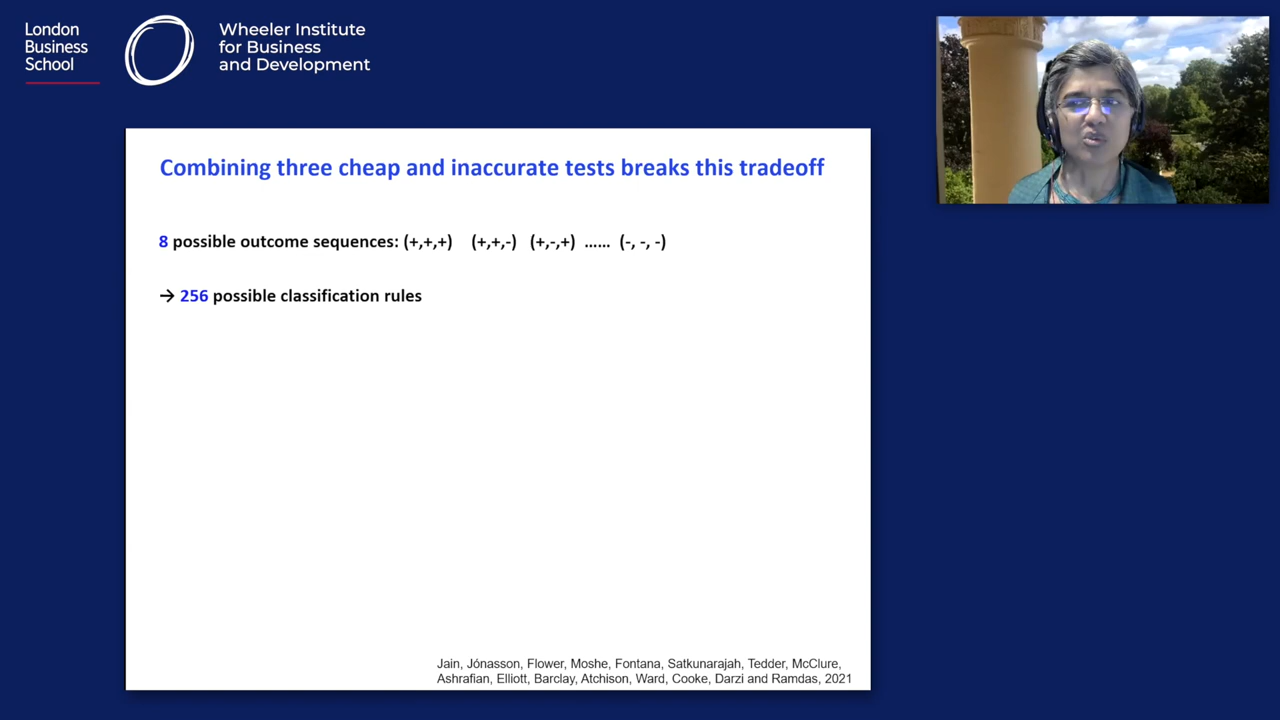 London
Business
School
Wheeler Institute
for Business
and Development
Combining three cheap and inaccurate tests breaks this tradeoff
8 possible outcome sequences: (+,+,+) (+,+,-) (+,-,+) ...... (-, -, -)
→ 256 possible classification rules
Jain, Jónasson, Flower, Moshe, Fontana, Satkunarajah, Tedder, McClure,
Ashrafian, Elliott, Barclay, Atchison, Ward, Cooke, Darzi and Ramdas, 2021